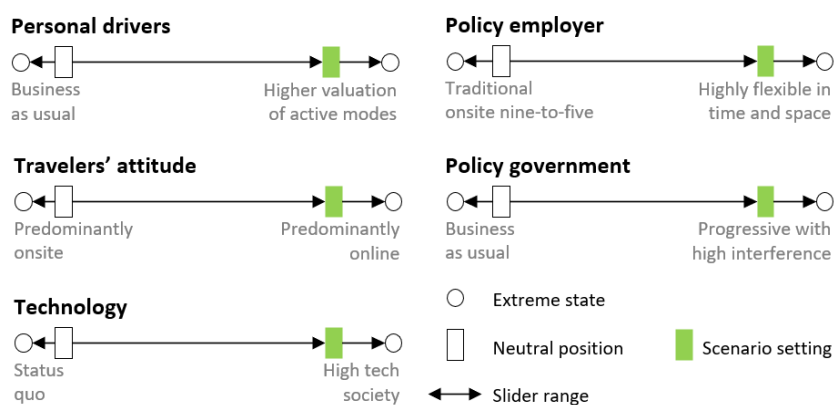 Personal drivers
Business
as usual
Higher valuation
of active modes
Policy employer
Traditional
onsite nine-to-five
Highly flexible in
time and space
Travelers’ attitude
Predominantly
onsite
Predominantly
online
Policy government
Business
as usual
Progressive with
high interference
Technology
Status
quo
High tech
society
Extreme state
Neutral position
Scenario setting
Slider range